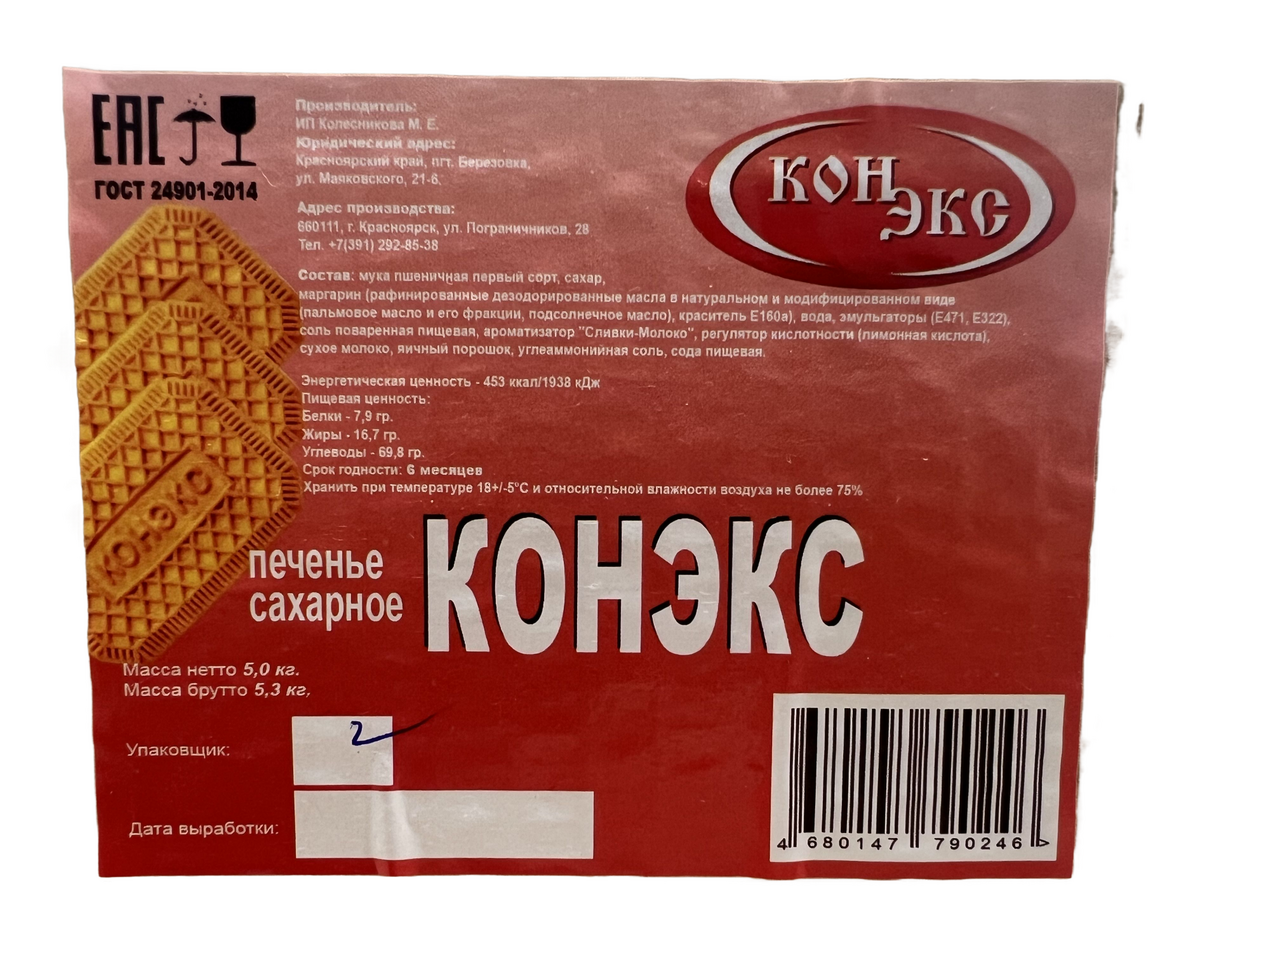 ЕАС
ГОСТ 24901-2014
Производитель:
ИП Колесникова М. Е.
Юридический адрес:
Красноярский край, пгт. Березовка,
ул. Маяковского, 21-6.
Адрес производства:
660111, г. Красноярск, ул. Пограничников, 28
Тел. +7(391) 292-85-38
КОН
ЭКС
Состав: мука пшеничная первый сорт, сахар,
маргарин (рафинированные дезодорированные масла в натуральном и модифицированном виде
(пальмовое масло и его фракции, подсолнечное масло), краситель Е160а), вода, эмульгаторы (Е471, Е322),
соль поваренная пищевая, ароматизатор "Сливки-Молоко", регулятор кислотности (лимонная кислота),
сухое молоко, яичный порошок, углеаммонийная соль, сода пищевая.
Энергетическая ценность - 453 ккал/1938 кДж
Пищевая ценность:
Белки - 7,9 гр.
Жиры - 16,7 гр.
Углеводы - 69,8 гр.
Срок годности: 6 месяцев
Хранить при температуре 18+/-5°С и относительной влажности воздуха не более 75%
КОНЭКС
печенье
сахарное
КОНЭКС
Масса нетто 5,0 кг.
Масса брутто 5,3 кг.
Упаковщик:
2
Дата выработки:
4 680147 790246 >